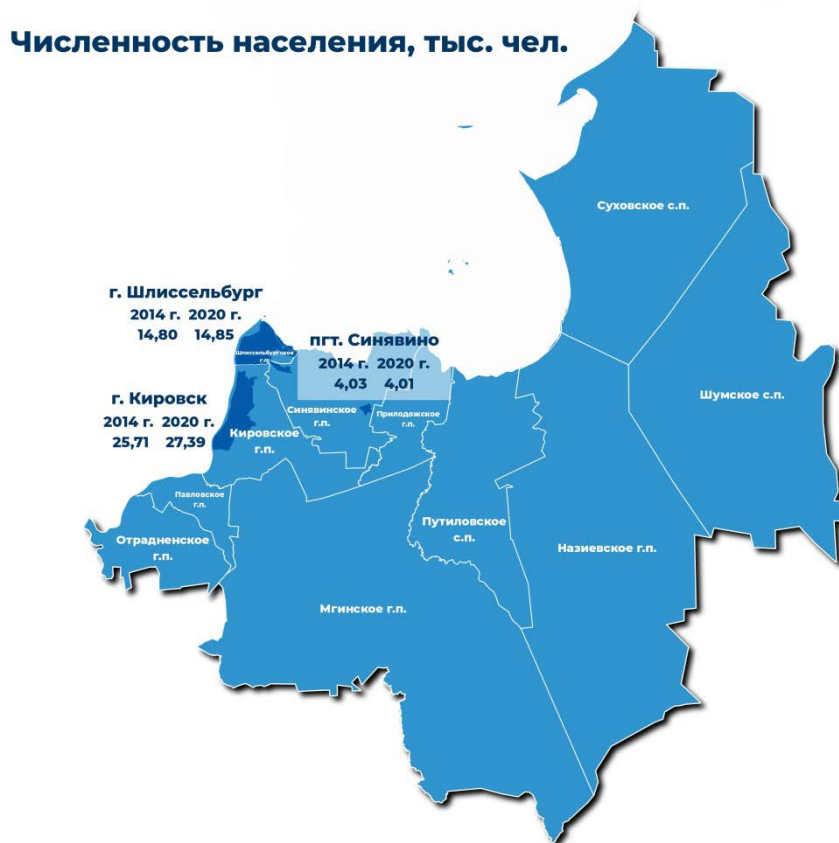 Численность населения, тыс. чел.
Суховское с.п.
г. Шлиссельбург
2014 г. 2020 г.
14,80 14,85
Шлиссельбургское
г.п.
пгт. Синявино
2014 г. 2020 г.
4,03 4,01
г. Кировск
2014 г. 2020 г.
25,71 27,39
Синявинское
г.п.
Приладожское
г.п.
Шумское с.п.
Кировское
г.п.
Павловское
г.п.
Отрадненское
г.п.
Путиловское
с.п.
Назиевское г.п.
Мгинское г.п.